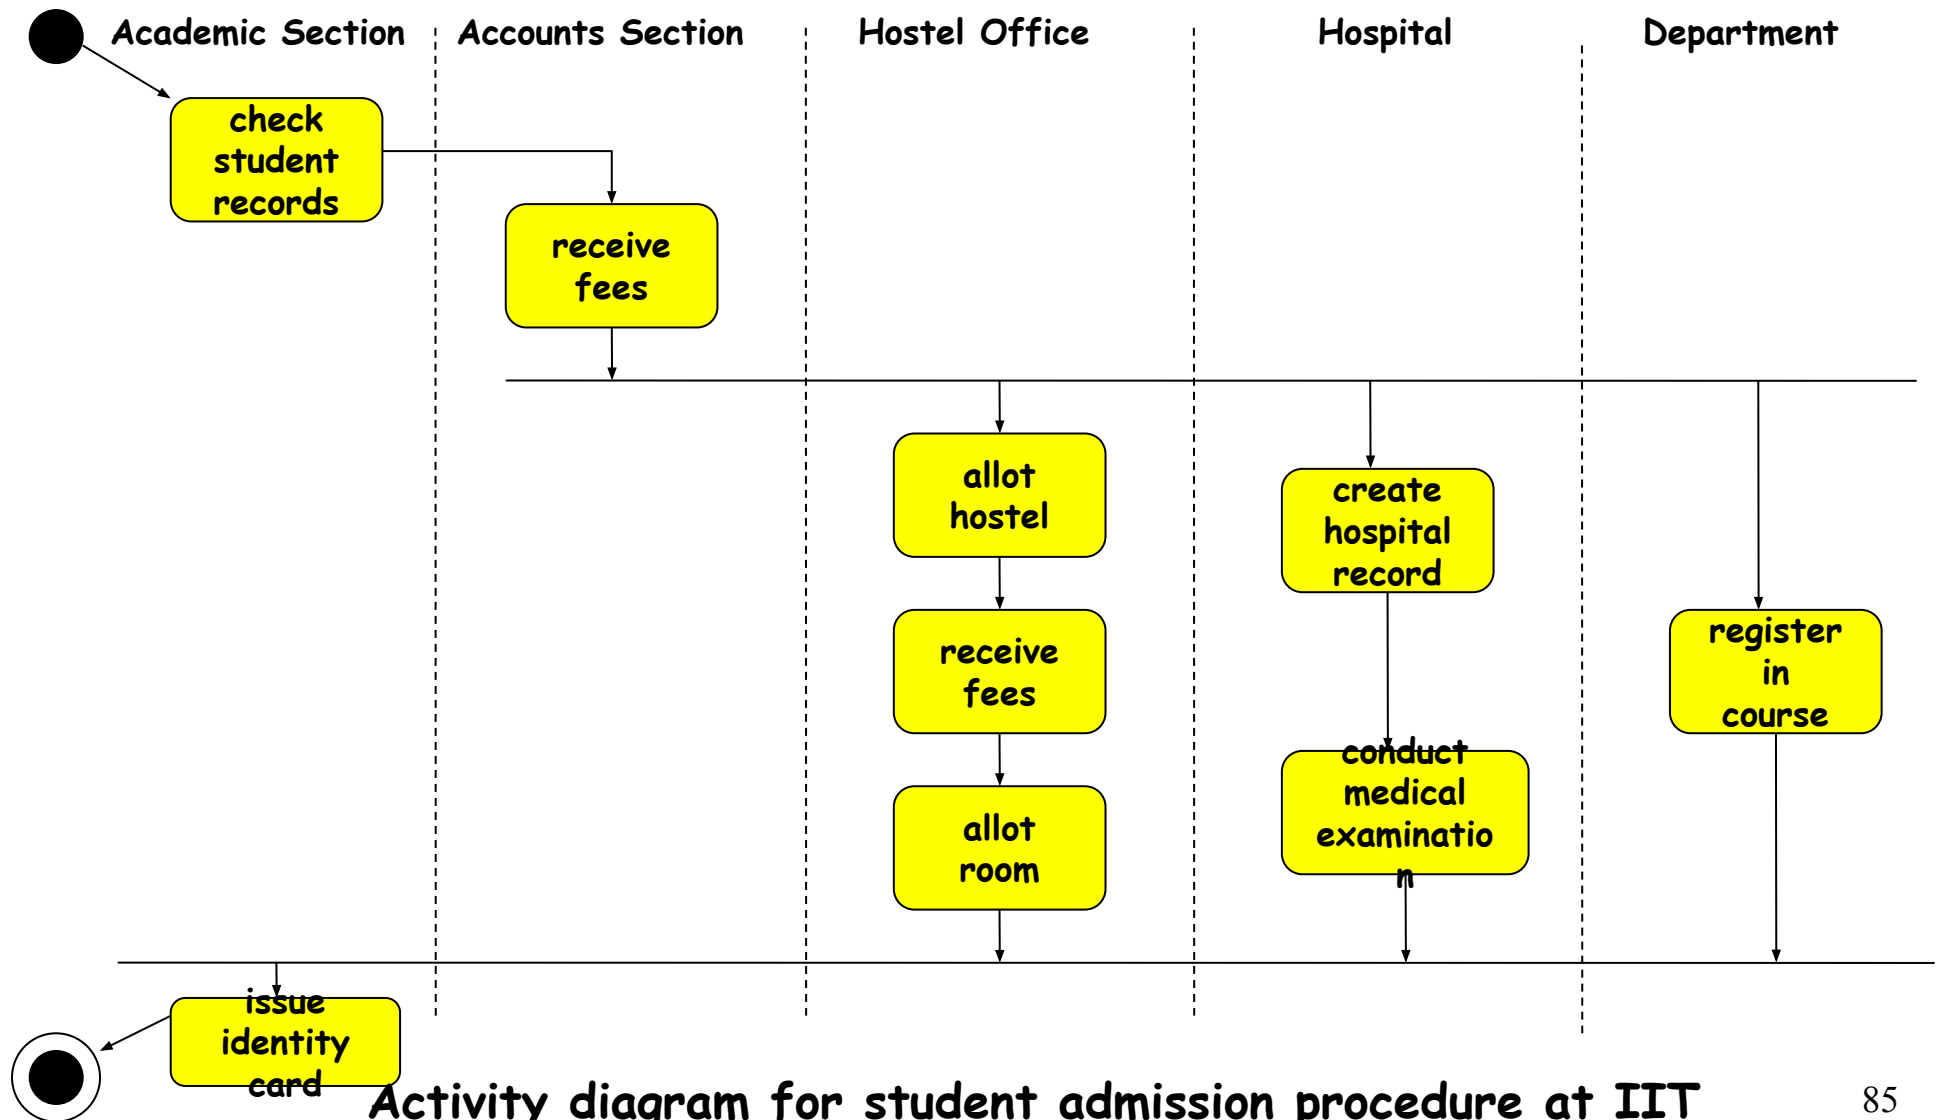 Academic Section
Accounts Section
Hostel Office
Hospital
Department
check
student
records
receive
fees
allot
hostel
create
hospital
record
receive
fees
register
in
course
conduct
medical
examinatio
n
allot
room
issue
identity
card
Activity diagram for student admission procedure at IIT
85